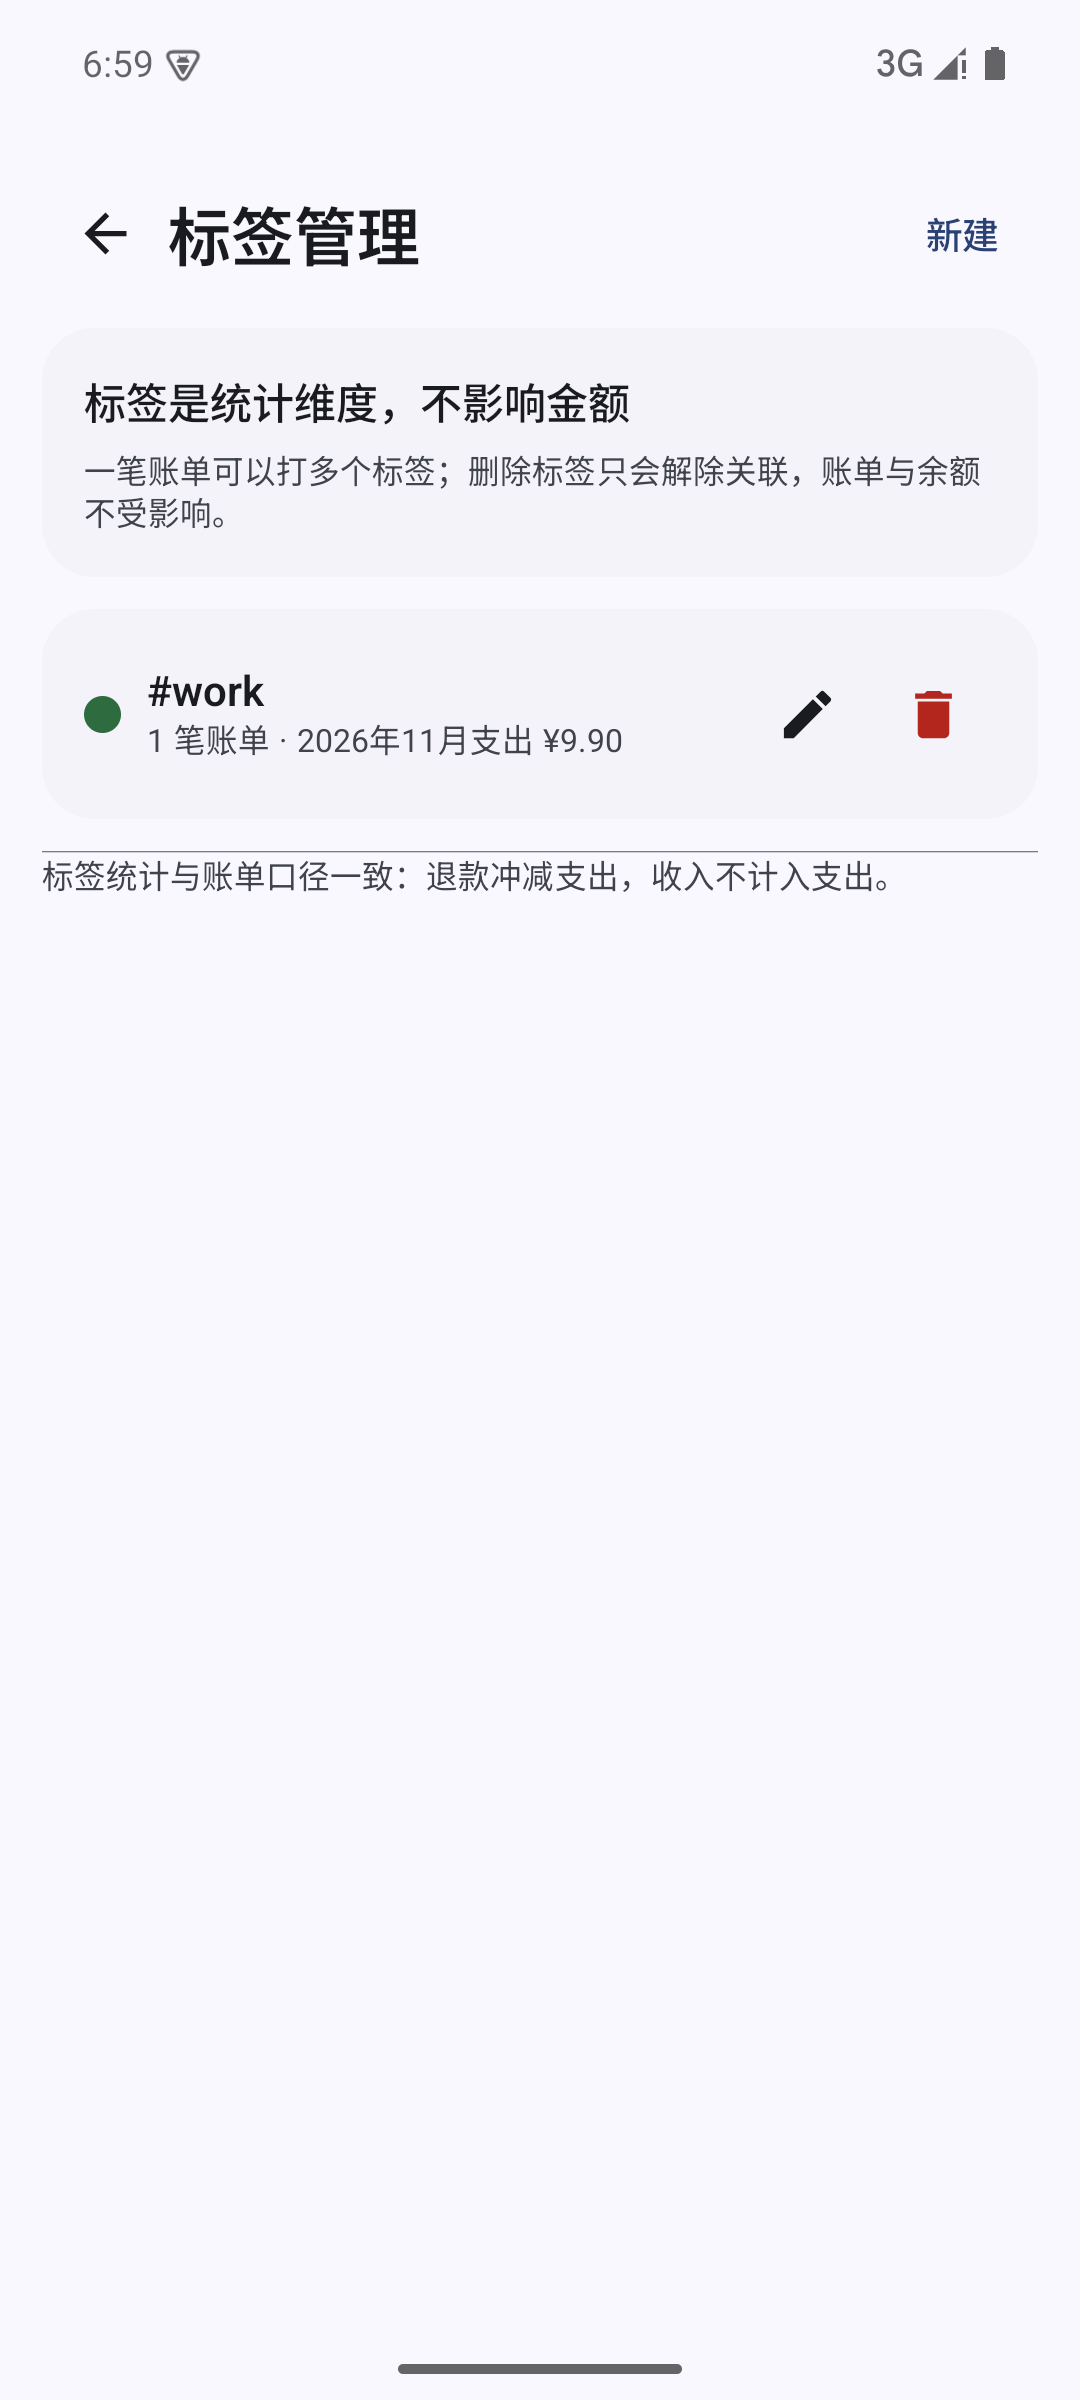 6:59
3G
标签管理
新建
标签是统计维度，不影响金额
一笔账单可以打多个标签；删除标签只会解除关联，账单与余额
不受影响。
#work
1 笔账单 · 2026年11月支出 ¥9.90
标签统计与账单口径一致：退款冲减支出，收入不计入支出。